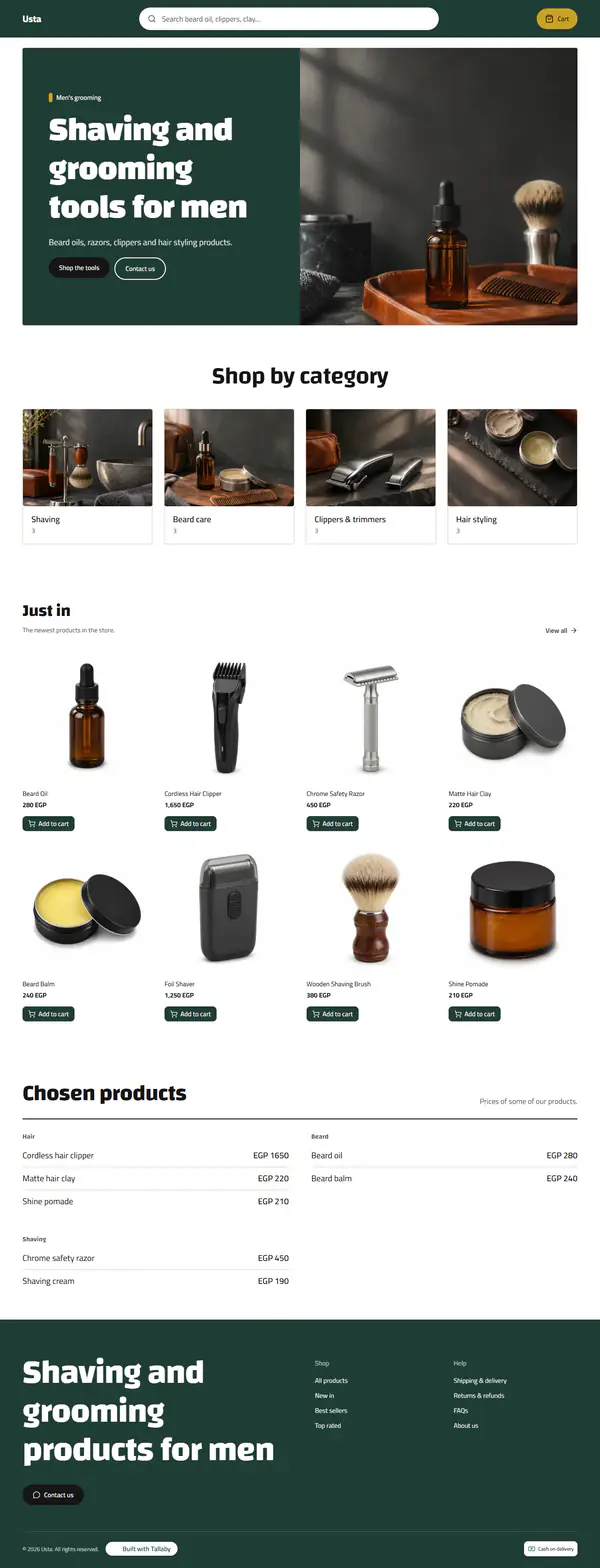 Usta
Search beard oil, clippers, clay...
Cart
Men's grooming
Shaving and
grooming
tools for men
Beard oils, razors, clippers and hair styling products.
Shop the tools
Contact us
Shop by category
Shaving
3
Beard care
3
Clippers & trimmers
3
Hair styling
3
Just in
The newest products in the store.
View all
Beard Oil
280 EGP
Add to cart
Cordless Hair Clipper
1,650 EGP
Add to cart
Chrome Safety Razor
450 EGP
Add to cart
Matte Hair Clay
220 EGP
Add to cart
Beard Balm
240 EGP
Add to cart
Foil Shaver
1,250 EGP
Add to cart
Wooden Shaving Brush
380 EGP
Add to cart
Shine Pomade
210 EGP
Add to cart
Chosen products
Prices of some of our products.
Hair
Cordless hair clipper EGP 1650
Matte hair clay EGP 220
Shine pomade EGP 210
Beard
Beard oil EGP 280
Beard balm EGP 240
Shaving
Chrome safety razor EGP 450
Shaving cream EGP 190
Shaving and
grooming
products for men
Contact us
Shop
All products
New in
Best sellers
Top rated
Help
Shipping & delivery
Returns & refunds
FAQs
About us
© 2026 Usta. All rights reserved.
Built with Tallaby
Cash on delivery